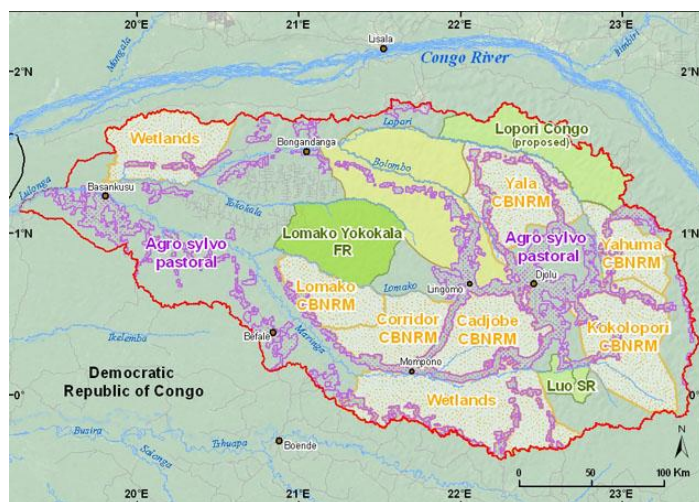 20°E
21°E
22°E
23°E
Lisala
Mongala
Bimbiri
2°N
2°N
Congo River
Wetlands
Lopari
Lopori Congo
(proposed)
Bongandanga
Bolombo
Yala
CBNRM
Lulonga
Basankusu
Yokokala
1°N
1°N
Lomako Yokokala
FR
Agro sylvo
pastoral
Agro sylvo
pastoral
Yahuma
CBNRM
Lomako
CBNRM
Lomako
Lingomo
Djolu
Corridor
CBNRM
Cadjobe
CBNRM
Kokolopori
CBNRM
Ikelemba
Befale
Maringa
Mompono
Democratic
Republic of Congo
Luo SR
0°
0°
Wetlands
Busira
Salonga
Tshuapa
Boende
N
0
50
100 Km
20°E
21°E
22°E
23°E